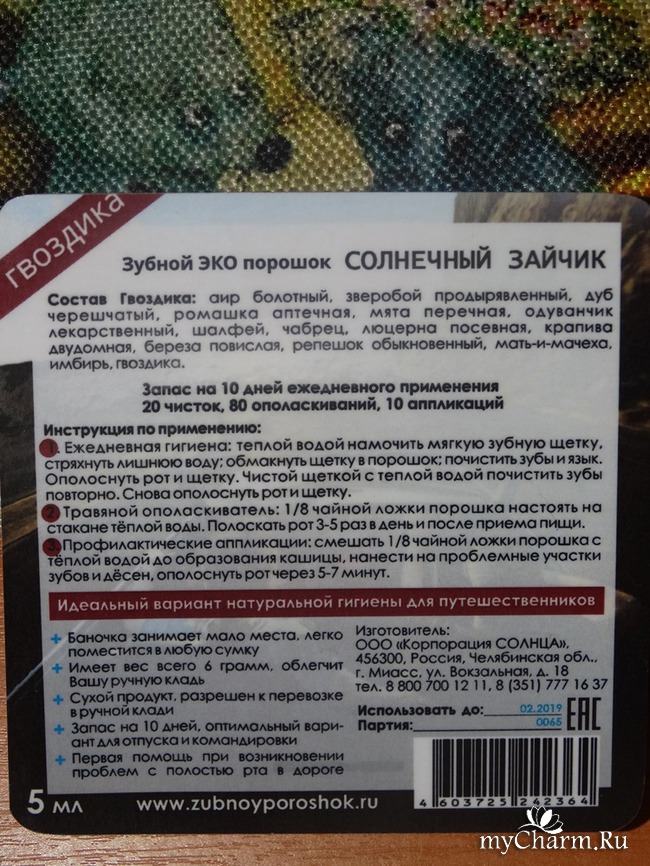 гвоздика
Зубной ЭКО порошок СОЛНЕЧНЫЙ ЗАЙЧИК
Состав Гвоздика: аир болотный, зверобой продырявленный, дуб
черешчатый, ромашка аптечная, мята перечная, одуванчик
лекарственный, шалфей, чабрец, люцерна посевная, крапива
двудомная, береза повислая, репешок обыкновенный, мать-и-мачеха,
имбирь, гвоздика.
Запас на 10 дней ежедневного применения
20 чисток, 80 ополаскиваний, 10 аппликаций
Инструкция по применению:
1. Ежедневная гигиена: теплой водой намочить мягкую зубную щетку,
стряхнуть лишнюю воду; обмакнуть щетку в порошок; почистить зубы и язык.
Ополоснуть рот и щетку. Чистой щеткой с теплой водой почистить зубы
повторно. Снова ополоснуть рот и щетку.
2. Травяной ополаскиватель: 1/8 чайной ложки порошка настоять на
стакане тёплой воды. Полоскать рот 3-5 раз в день и после приема пищи.
3. Профилактические аппликации: смешать 1/8 чайной ложки порошка с
тёплой водой до образования кашицы, нанести на проблемные участки
зубов и дёсен, ополоснуть рот через 5-7 минут.
Идеальный вариант натуральной гигиены для путешественников
+ Баночка занимает мало места, легко
поместится в любую сумку
+ Имеет вес всего 6 грамм, облегчит
Вашу ручную кладь
+ Сухой продукт, разрешен к перевозке
в ручной клади
+ Запас на 10 дней, оптимальный вари-
ант для отпуска и командировки
+ Первая помощь при возникновении
проблем с полостью рта в дороге
Изготовитель:
ООО «Корпорация СОЛНЦА»,
456300, Россия, Челябинская обл.,
г. Миасс, ул. Вокзальная, д. 18
тел. 8 800 700 12 11, 8 (351) 777 16 37
Использовать до: 02.2019
Партия: 0065
EAC
5 мл
www.zubnoyporoshok.ru
4 603725 242364
myCharm.Ru